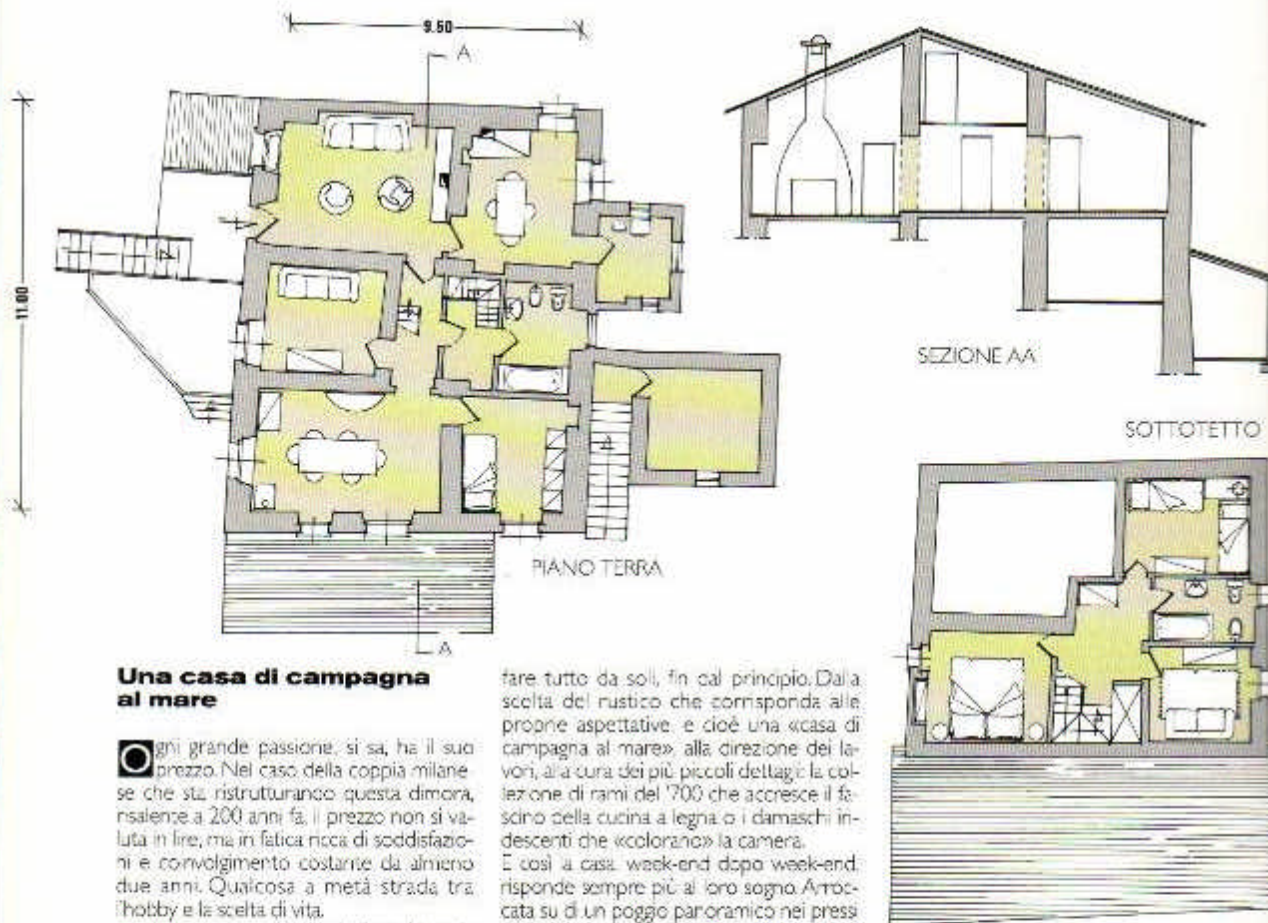 9.50
A
11.00
SEZIONE AA
SOTTOTETTO
PIANO TERRA
A
Una casa di campagna
al mare
Ogni grande passione, si sa, ha il suo
prezzo. Nel caso della coppia milane-
se che sta ristrutturando questa dimora,
risalente a 200 anni fa, il prezzo non si va-
luta in lire, ma in fatica ricca di soddisfazio-
ni e coinvolgimento costante da almeno
due anni. Qualcosa a metà strada tra
l'hobby e la scelta di vita.
fare tutto da soli, fin dal principio. Dalla
scelta del rustico che corrisponda alle
proprie aspettative, e cioè una «casa di
campagna al mare», alla direzione dei la-
vori, alla cura dei più piccoli dettagli: la col-
lezione di rami del '700 che accresce il fa-
scino della cucina a legna o i damaschi in-
descenti che «colorano» la camera.
E così la casa, week-end dopo week-end,
risponde sempre più al loro sogno. Arroc-
cata su di un poggio panoramico nei pressi